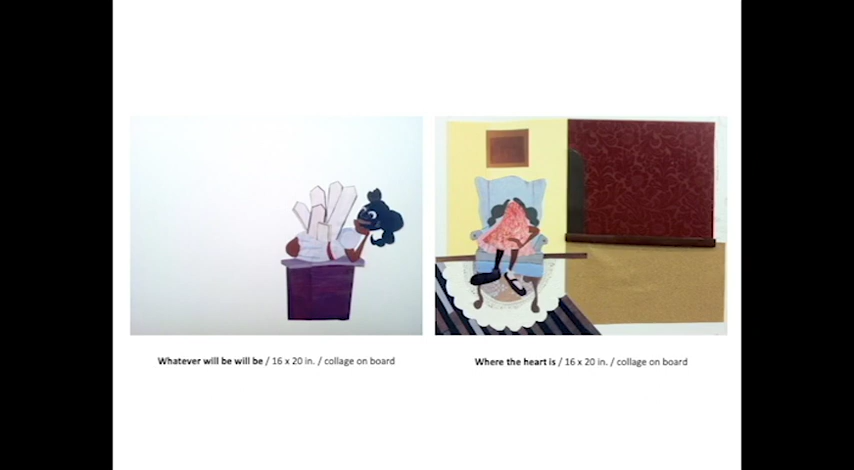 Whatever will be will be / 16 x 20 in. / collage on board
Where the heart is / 16 x 20 in. / collage on board